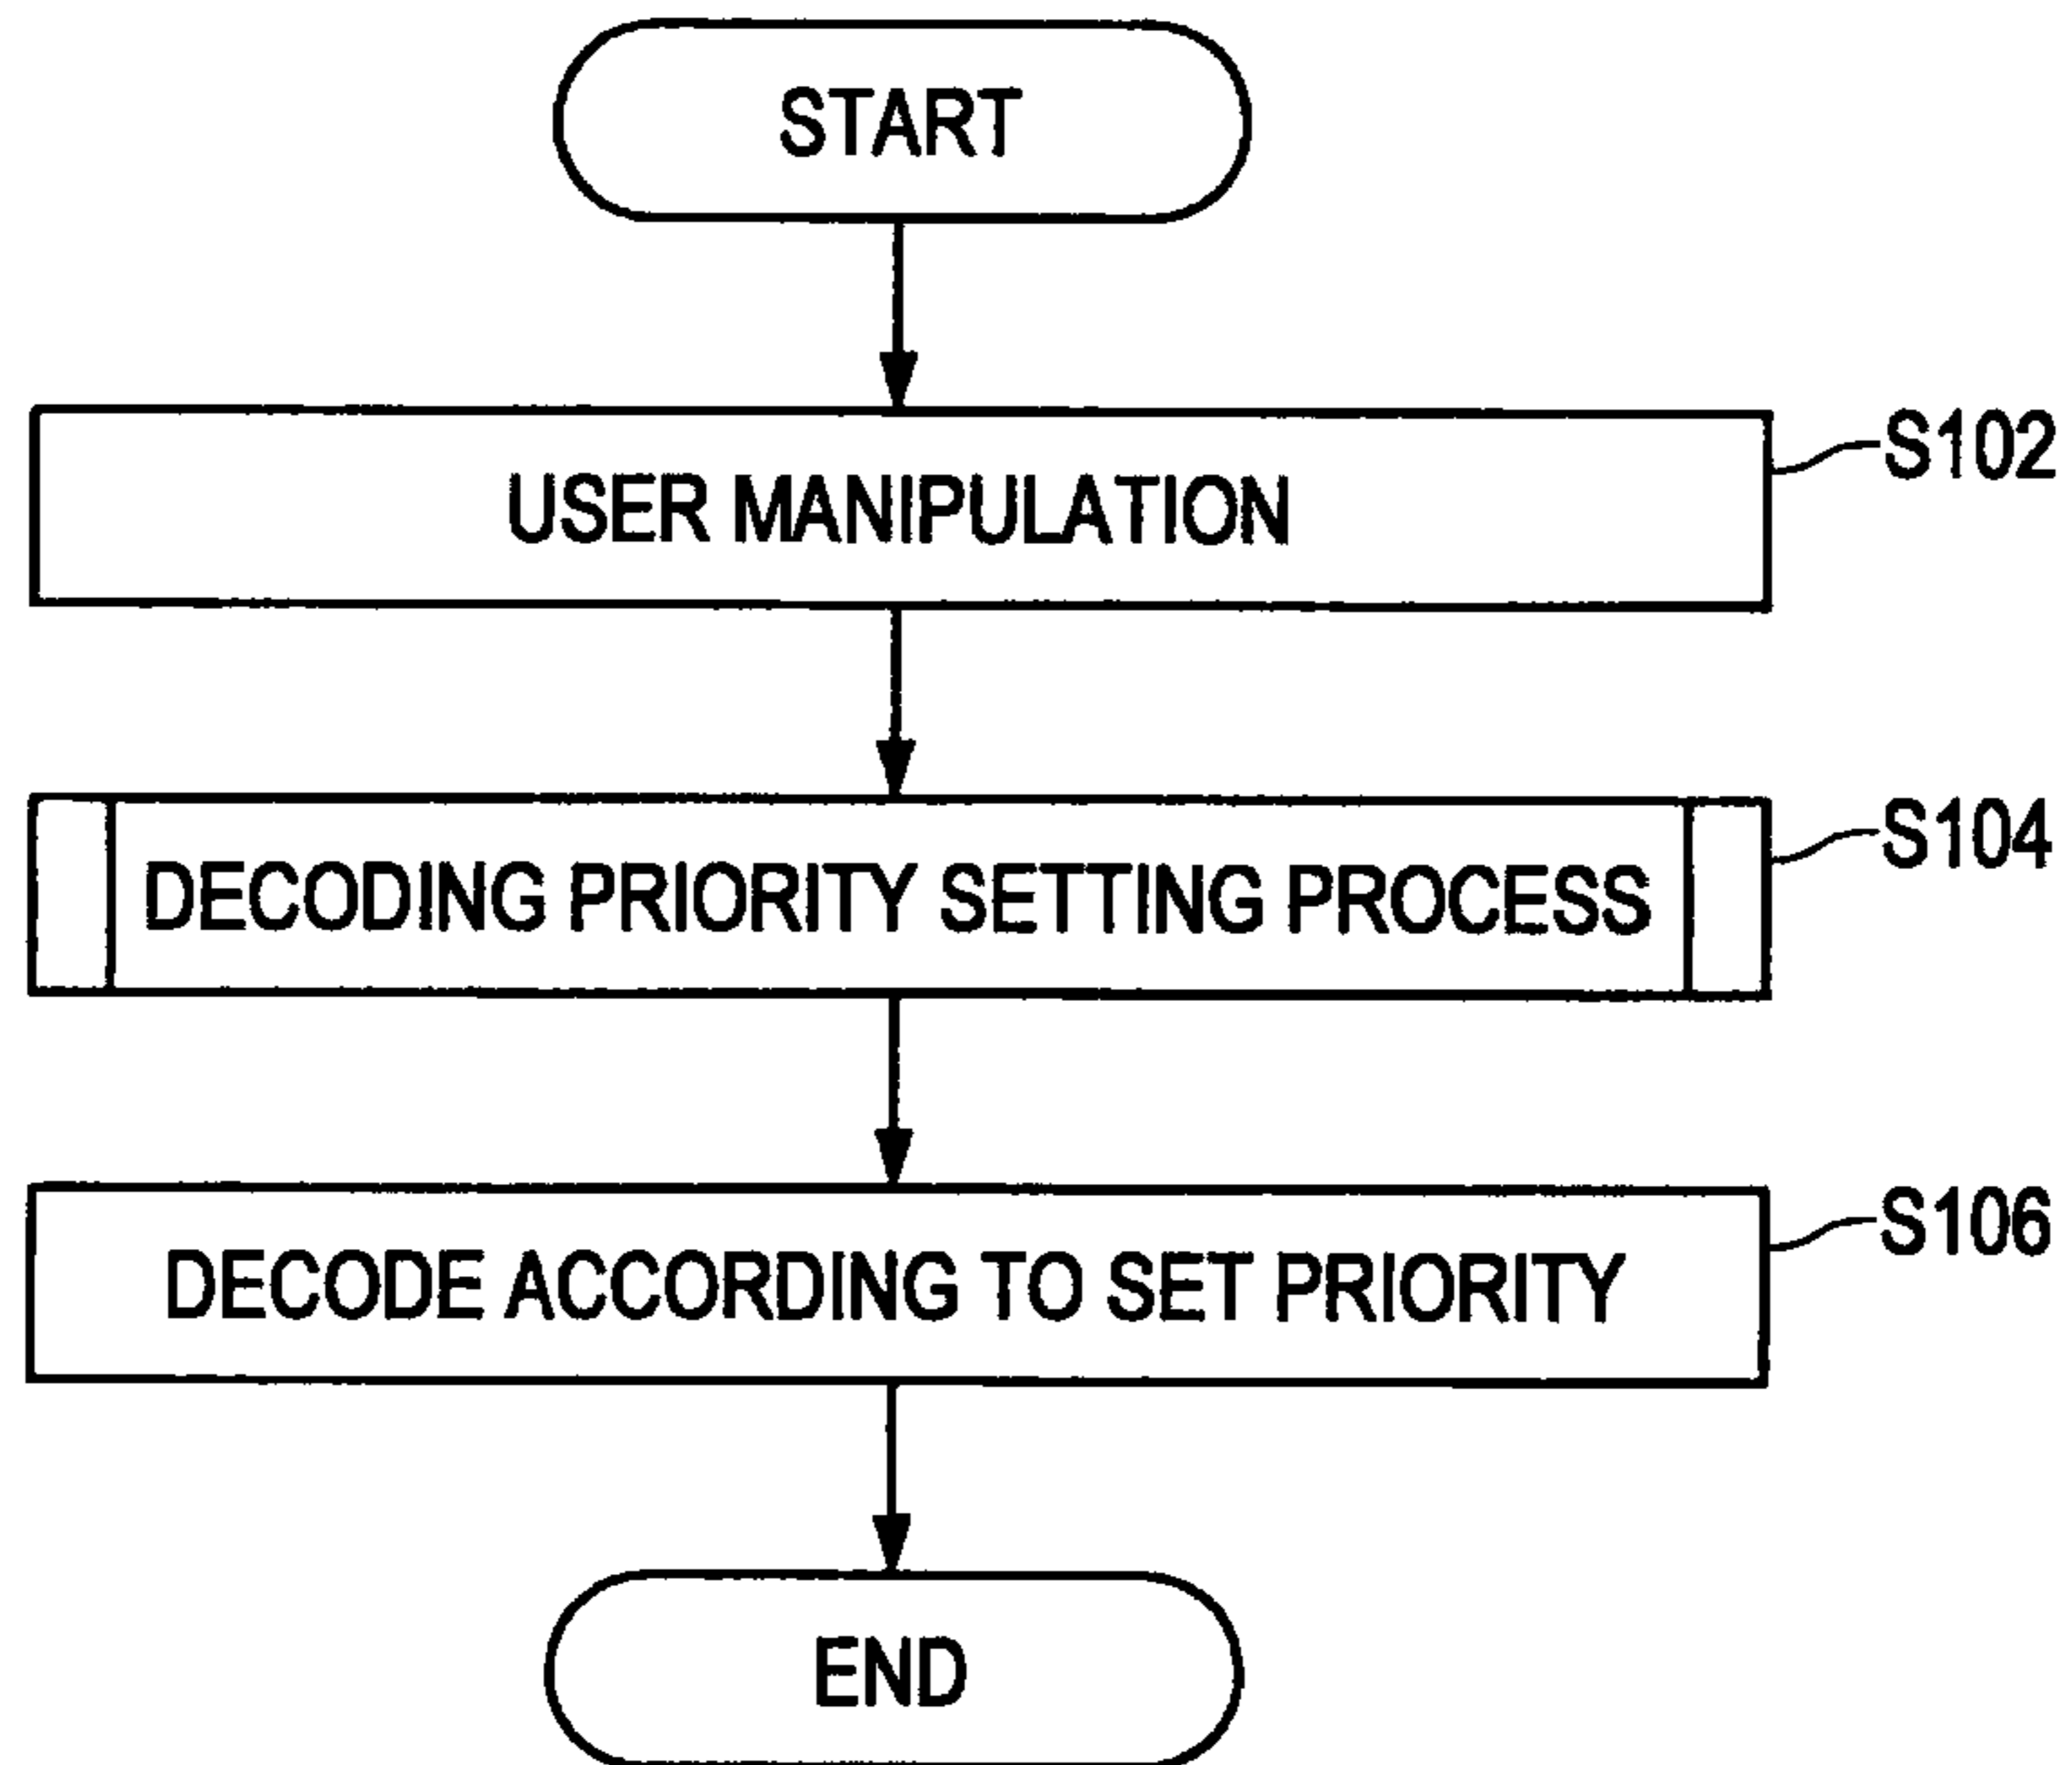 START
USER MANIPULATION
S102
DECODING PRIORITY SETTING PROCESS
S104
DECODE ACCORDING TO SET PRIORITY
S106
END